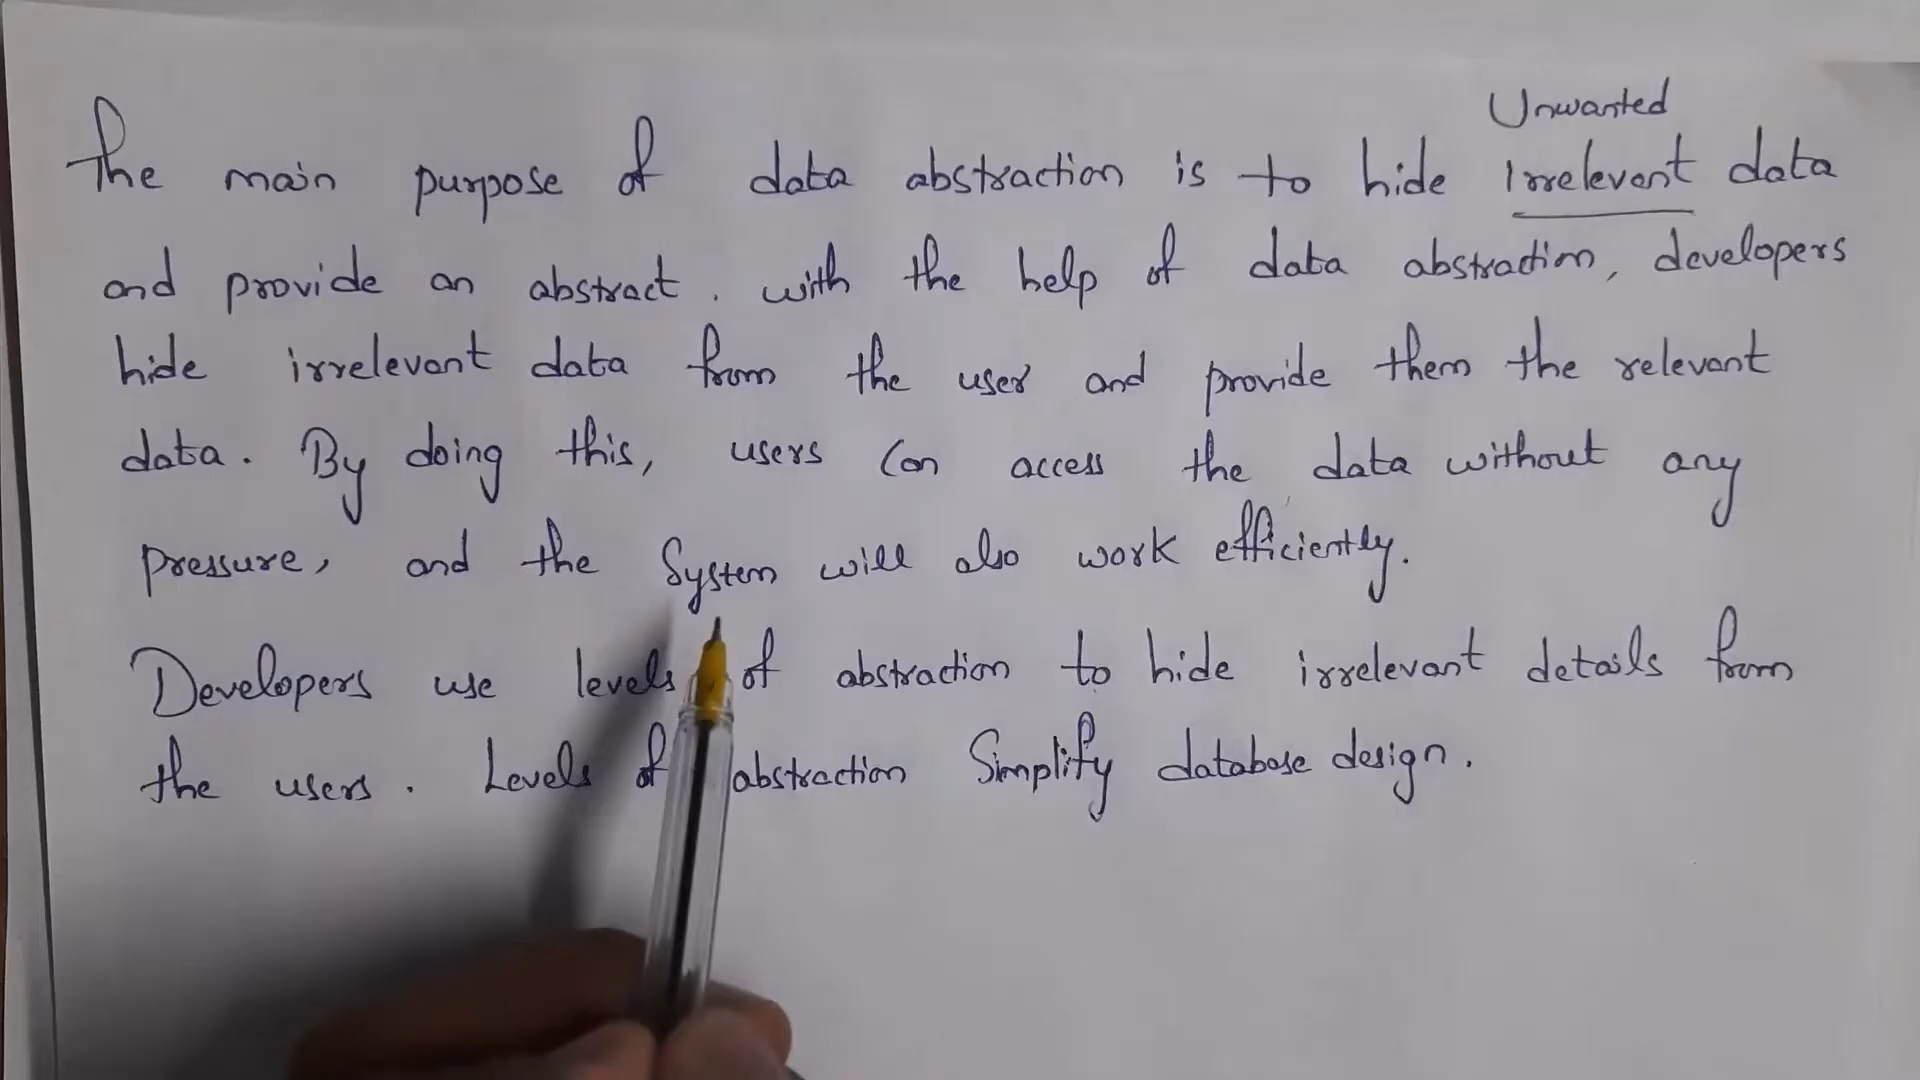 Unwanted
The main purpose of data abstraction is to hide irrelevant data
and provide an abstract. with the help of data abstraction, developers
hide irrelevant data from the user and provide them the relevant
data. By doing this, users can access the data without any
pressure, and the System will also work efficiently.
Developers use levels of abstraction to hide irrelevant details from
the users. Levels of abstraction Simplify database design.